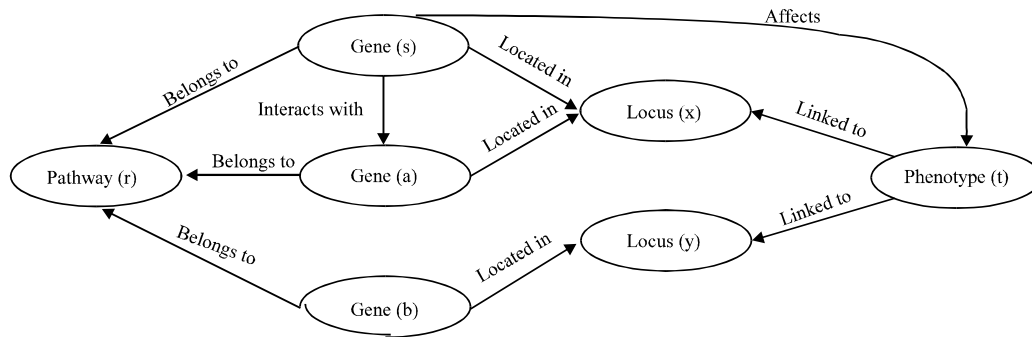 Affects
Gene (s)
Located in
Belongs to
Interacts with
Locus (x)
Located in
Linked to
Belongs to
Pathway (r)
Gene (a)
Phenotype (t)
Linked to
Belongs to
Located in
Locus (y)
Gene (b)